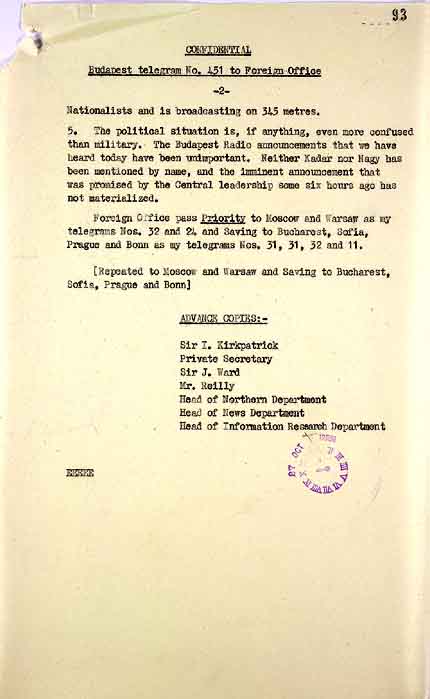 93
CONFIDENTIAL
Budapest telegram No. 451 to Foreign Office
-2-
Nationalists and is broadcasting on 345 metres.
5. The political situation is, if anything, even more confused
than military. The Budapest Radio announcements that we have
heard today have been unimportant. Neither Kadar nor Nagy has
been mentioned by name, and the imminent announcement that
was promised by the Central leadership some six hours ago has
not materialized.
Foreign Office pass Priority to Moscow and Warsaw as my
telegrams Nos. 32 and 24 and Saving to Bucharest, Sofia,
Prague and Bonn as my telegrams Nos. 31, 31, 32 and 11.
[Repeated to Moscow and Warsaw and Saving to Bucharest,
Sofia, Prague and Bonn]
ADVANCE COPIES:-
Sir I. Kirkpatrick
Private Secretary
Sir J. Ward
Mr. Reilly
Head of Northern Department
Head of News Department
Head of Information Research Department
27 OCT
EEEEE